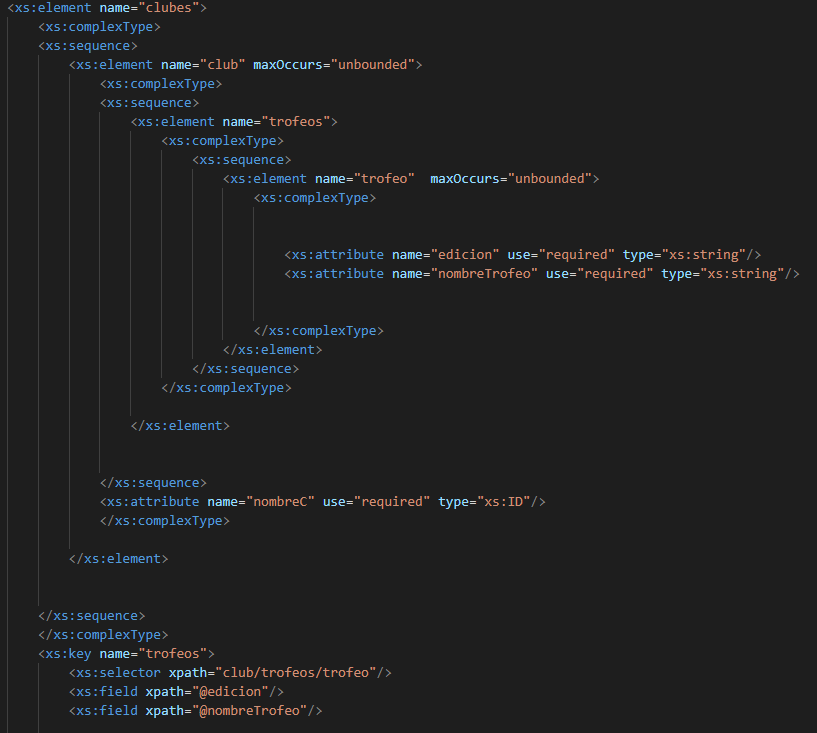 <xs:element name="clubes">
<xs:complexType>
<xs:sequence>
<xs:element name="club" maxOccurs="unbounded">
<xs:complexType>
<xs:sequence>
<xs:element name="trofeos">
<xs:complexType>
<xs:sequence>
<xs:element name="trofeo"  maxOccurs="unbounded">
<xs:complexType>
<xs:attribute name="edicion" use="required" type="xs:string"/>
<xs:attribute name="nombreTrofeo" use="required" type="xs:string"/>
</xs:complexType>
</xs:element>
</xs:sequence>
</xs:complexType>
</xs:element>
</xs:sequence>
<xs:attribute name="nombreC" use="required" type="xs:ID"/>
</xs:complexType>
</xs:element>
</xs:sequence>
</xs:complexType>
<xs:key name="trofeos">
<xs:selector xpath="club/trofeos/trofeo"/>
<xs:field xpath="@edicion"/>
<xs:field xpath="@nombreTrofeo"/>